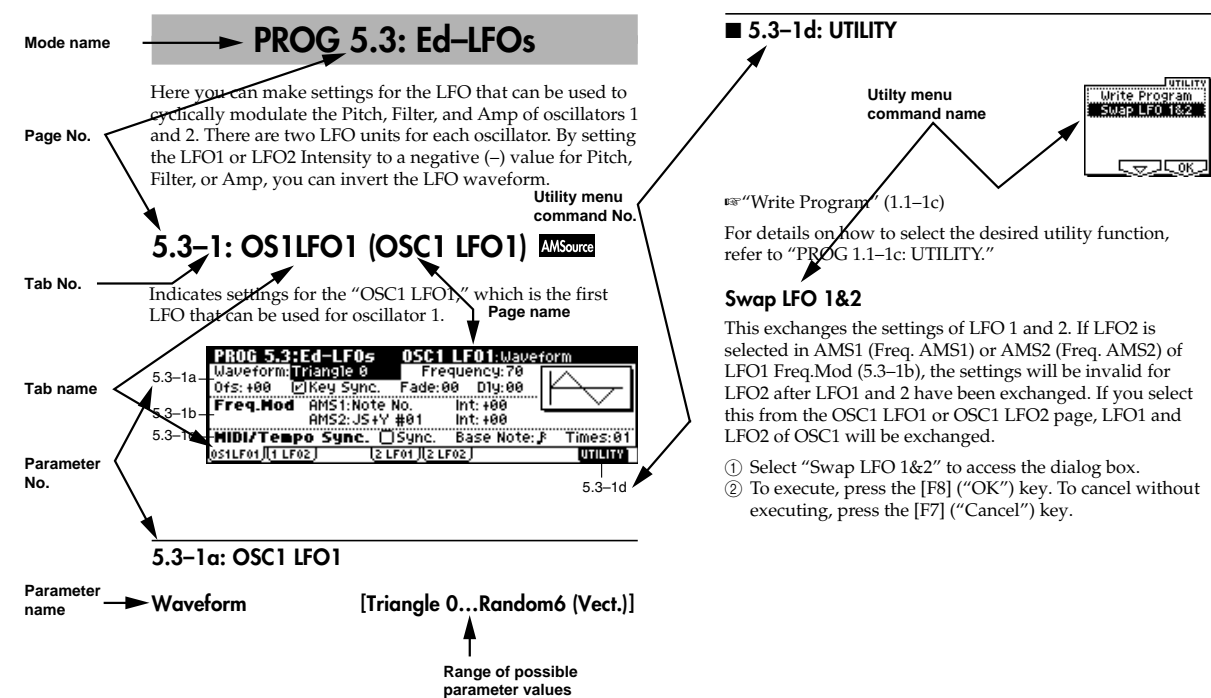 Mode name
PROG 5.3: Ed–LFOs
Here you can make settings for the LFO that can be used to
cyclically modulate the Pitch, Filter, and Amp of oscillators 1
and 2. There are two LFO units for each oscillator. By setting
the LFO1 or LFO2 Intensity to a negative (–) value for Pitch,
Filter, or Amp, you can invert the LFO waveform.
Page No.
Utility menu
command No.
5.3–1: OS1LFO1 (OSC1 LFO1) AMSource
Tab No.
Indicates settings for the “OSC1 LFO1,” which is the first
LFO that can be used for oscillator 1.
Page name
Tab name
PROG 5.3:Ed-LFOs OSC1 LFO1:Waveform
5.3–1a
Waveform:Triangle 0 Frequency:70
Ofs:+00 Key Sync. Fade:00 Dly:00
5.3–1b
Freq.Mod AMS1:Note No. Int:+00
AMS2:JS+Y #01 Int:+00
MIDI/Tempo Sync. Sync. Base Note:♪ Times:01
OS1LFO1 1 LFO2 2 LFO1 2 LFO2 UTILITY
5.3–1d
Parameter
No.
5.3–1a: OSC1 LFO1
Parameter
name
Waveform [Triangle 0…Random6 (Vect.)]
Range of possible
parameter values
■ 5.3–1d: UTILITY
Utilty menu
command name
UTILITY
Write Program
Swap LFO 1&2
OK
☞“Write Program” (1.1–1c)
For details on how to select the desired utility function,
refer to “PROG 1.1–1c: UTILITY.”
Swap LFO 1&2
This exchanges the settings of LFO 1 and 2. If LFO2 is
selected in AMS1 (Freq. AMS1) or AMS2 (Freq. AMS2) of
LFO1 Freq.Mod (5.3–1b), the settings will be invalid for
LFO2 after LFO1 and 2 have been exchanged. If you select
this from the OSC1 LFO1 or OSC1 LFO2 page, LFO1 and
LFO2 of OSC1 will be exchanged.
① Select “Swap LFO 1&2” to access the dialog box.
② To execute, press the [F8] (“OK”) key. To cancel without
executing, press the [F7] (“Cancel”) key.